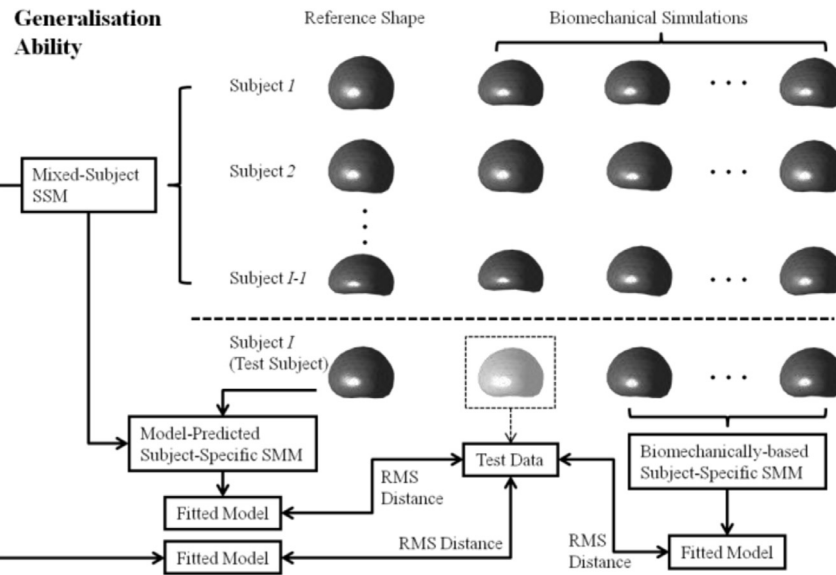 Generalisation
Ability
Reference Shape
Biomechanical Simulations
Subject 1
Mixed-Subject
SSM
Subject 2
Subject I-1
Subject I
(Test Subject)
Model-Predicted
Subject-Specific SMM
Test Data
Biomechanically-based
Subject-Specific SMM
RMS
Distance
Fitted Model
RMS Distance
Fitted Model
RMS
Distance
Fitted Model